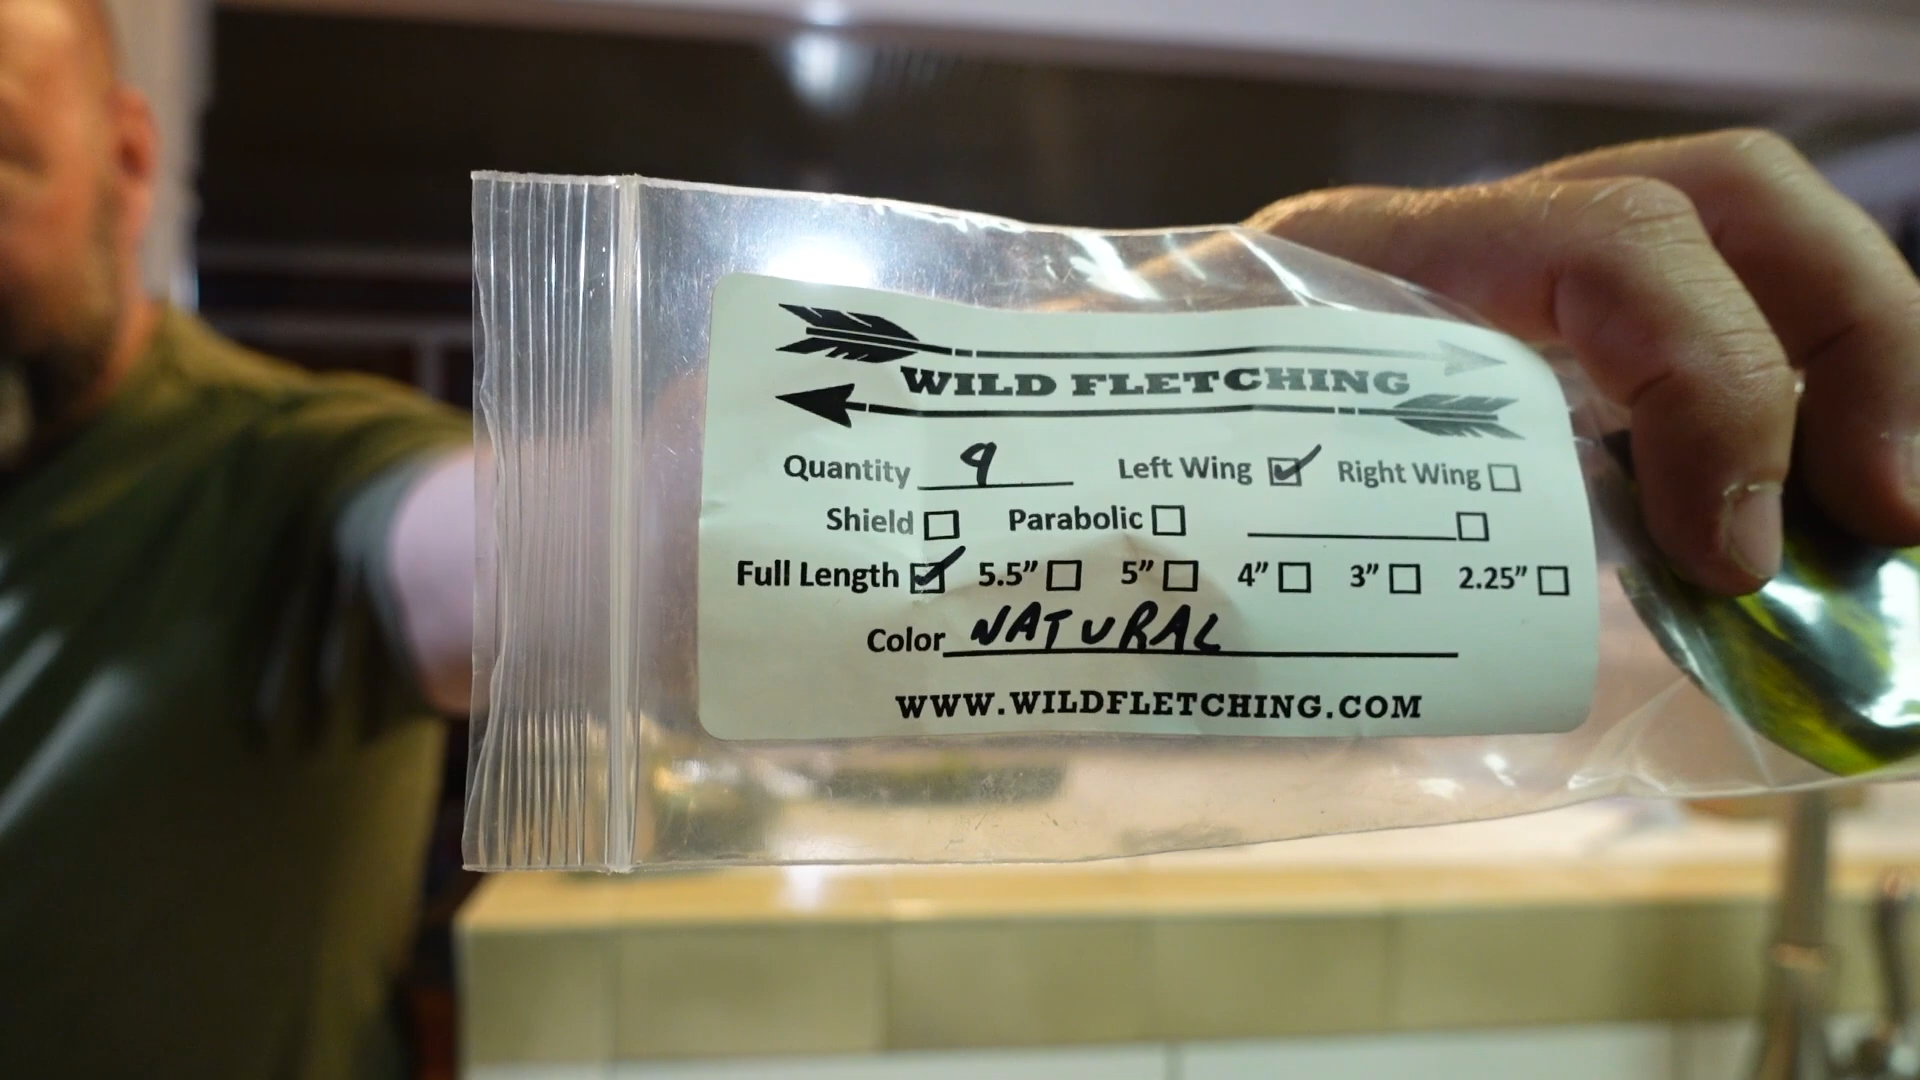 WILD FLETCHING
Quantity 9 Left Wing Right Wing
Shield Parabolic
Full Length 5.5” 5” 4” 3” 2.25”
Color NATURAL
WWW.WILDFLETCHING.COM